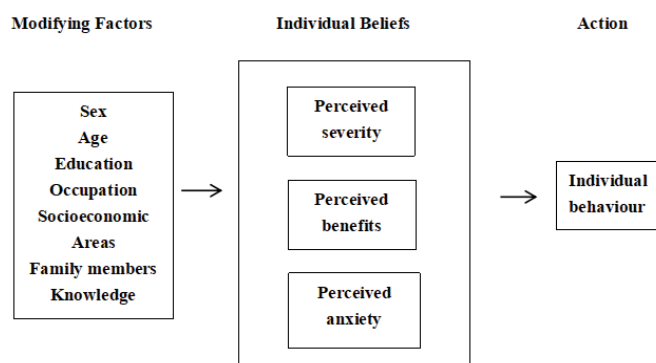 Modifying Factors
Individual Beliefs
Action
Sex
Age
Education
Occupation
Socioeconomic
Areas
Family members
Knowledge
Perceived
severity
Perceived
benefits
Perceived
anxiety
Individual
behaviour